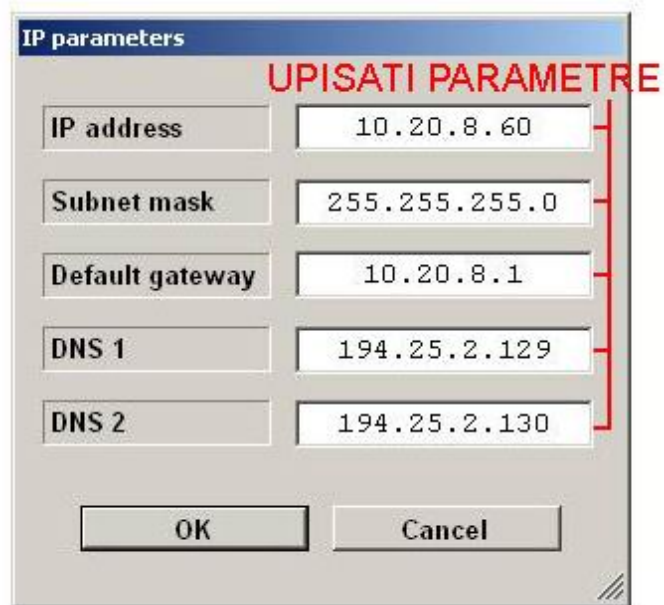 IP parameters
UPISATI PARAMETRE
IP address 10.20.8.60
Subnet mask 255.255.255.0
Default gateway 10.20.8.1
DNS 1 194.25.2.129
DNS 2 194.25.2.130
OK Cancel